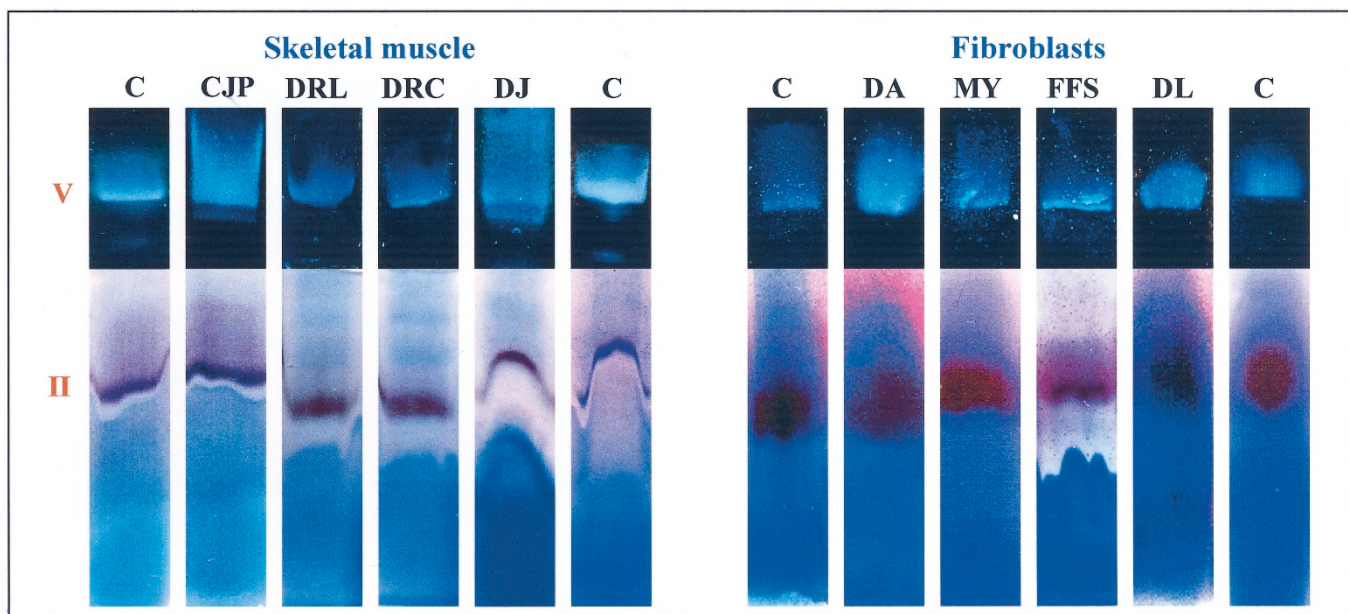 Skeletal muscle Fibroblasts
C CJP DRL DRC DJ C C DA MY FFS DL C
V
II